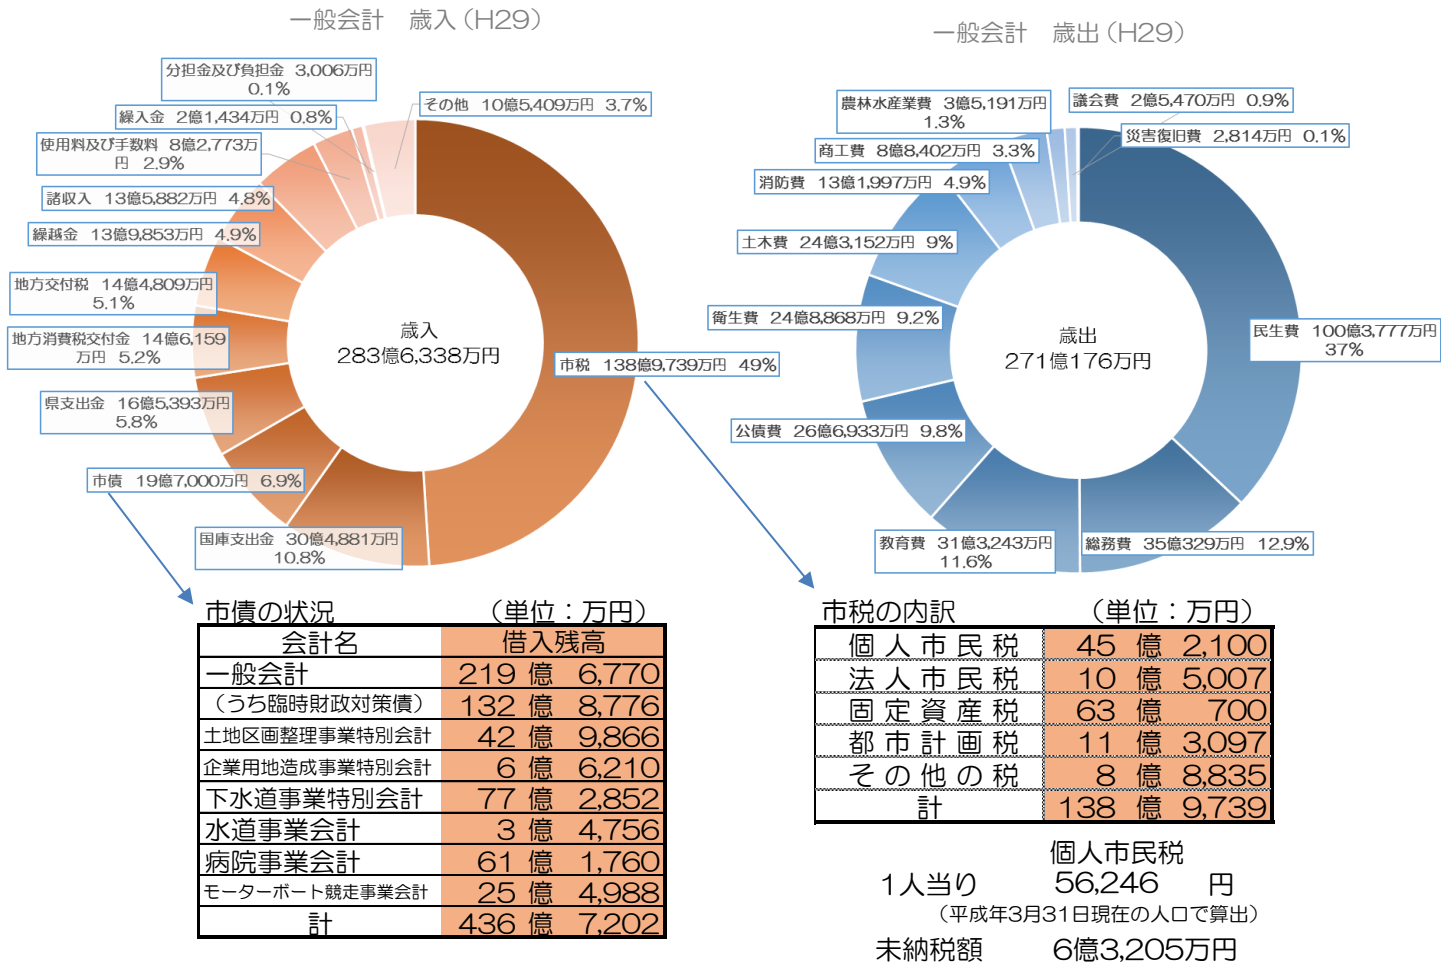 一般会計　歳入（H29）
分担金及び負担金 3,006万円
0.1%
繰入金 2億1,434万円 0.8%
使用料及び手数料 8億2,773万
円 2.9%
諸収入 13億5,882万円 4.8%
繰越金 13億9,853万円 4.9%
地方交付税 14億4,809万円
5.1%
地方消費税交付金 14億6,159
万円 5.2%
県支出金 16億5,393万円
5.8%
市債 19億7,000万円 6.9%
国庫支出金 30億4,881万円
10.8%
その他 10億5,409万円 3.7%
市税 138億9,739万円 49%
歳入
283億6,338万円
一般会計　歳出（H29）
農林水産業費 3億5,191万円
1.3%
商工費 8億8,402万円 3.3%
消防費 13億1,997万円 4.9%
土木費 24億3,152万円 9%
衛生費 24億8,868万円 9.2%
公債費 26億6,933万円 9.8%
教育費 31億3,243万円
11.6%
総務費 35億329万円 12.9%
議会費 2億5,470万円 0.9%
災害復旧費 2,814万円 0.1%
民生費 100億3,777万円
37%
歳出
271億176万円
市債の状況 （単位：万円）
会計名 借入残高
一般会計 219 億 6,770
（うち臨時財政対策債） 132 億 8,776
土地区画整理事業特別会計 42 億 9,866
企業用地造成事業特別会計 6 億 6,210
下水道事業特別会計 77 億 2,852
水道事業会計 3 億 4,756
病院事業会計 61 億 1,760
モーターボート競走事業会計 25 億 4,988
計 436 億 7,202
市税の内訳 （単位：万円）
個人市民税 45 億 2,100
法人市民税 10 億 5,007
固定資産税 63 億 700
都市計画税 11 億 3,097
その他の税 8 億 8,835
計 138 億 9,739
個人市民税
1人当り 56,246 円
（平成年3月31日現在の人口で算出）
未納税額 6億3,205万円